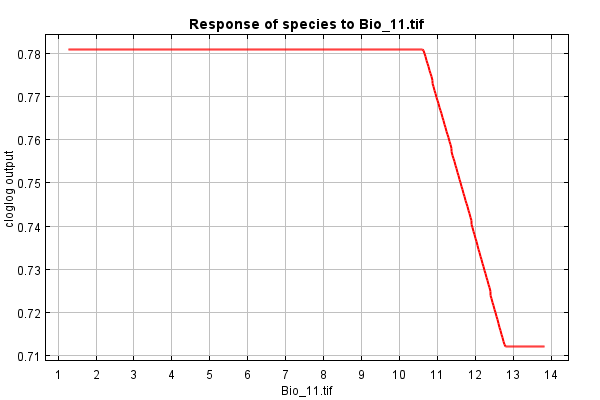 Response of species to Bio_11.tif
0.78
0.77
0.76
0.75
0.74
0.73
0.72
0.71
cloglog output
1 2 3 4 5 6 7 8 9 10 11 12 13 14
Bio_11.tif